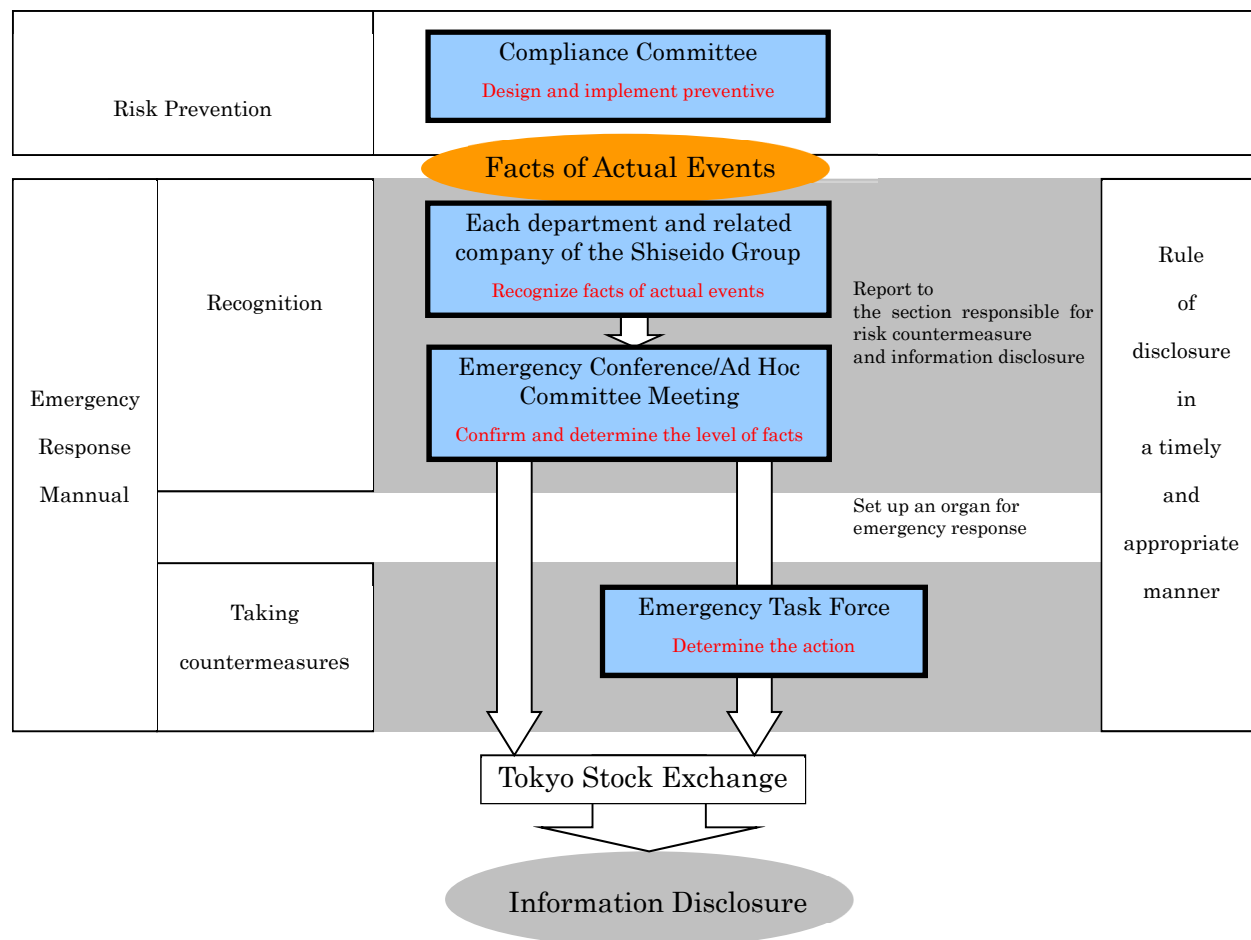 Compliance Committee
Design and implement preventive
Risk Prevention
Facts of Actual Events
Each department and related
company of the Shiseido Group
Recognize facts of actual events
Recognition
Report to
the section responsible for
risk countermeasure
and information disclosure
Emergency Conference/Ad Hoc
Committee Meeting
Confirm and determine the level of facts
Emergency
Response
Mannual
Rule
of
disclosure
in
a timely
and
appropriate
manner
Set up an organ for
emergency response
Taking
countermeasures
Emergency Task Force
Determine the action
Tokyo Stock Exchange
Information Disclosure